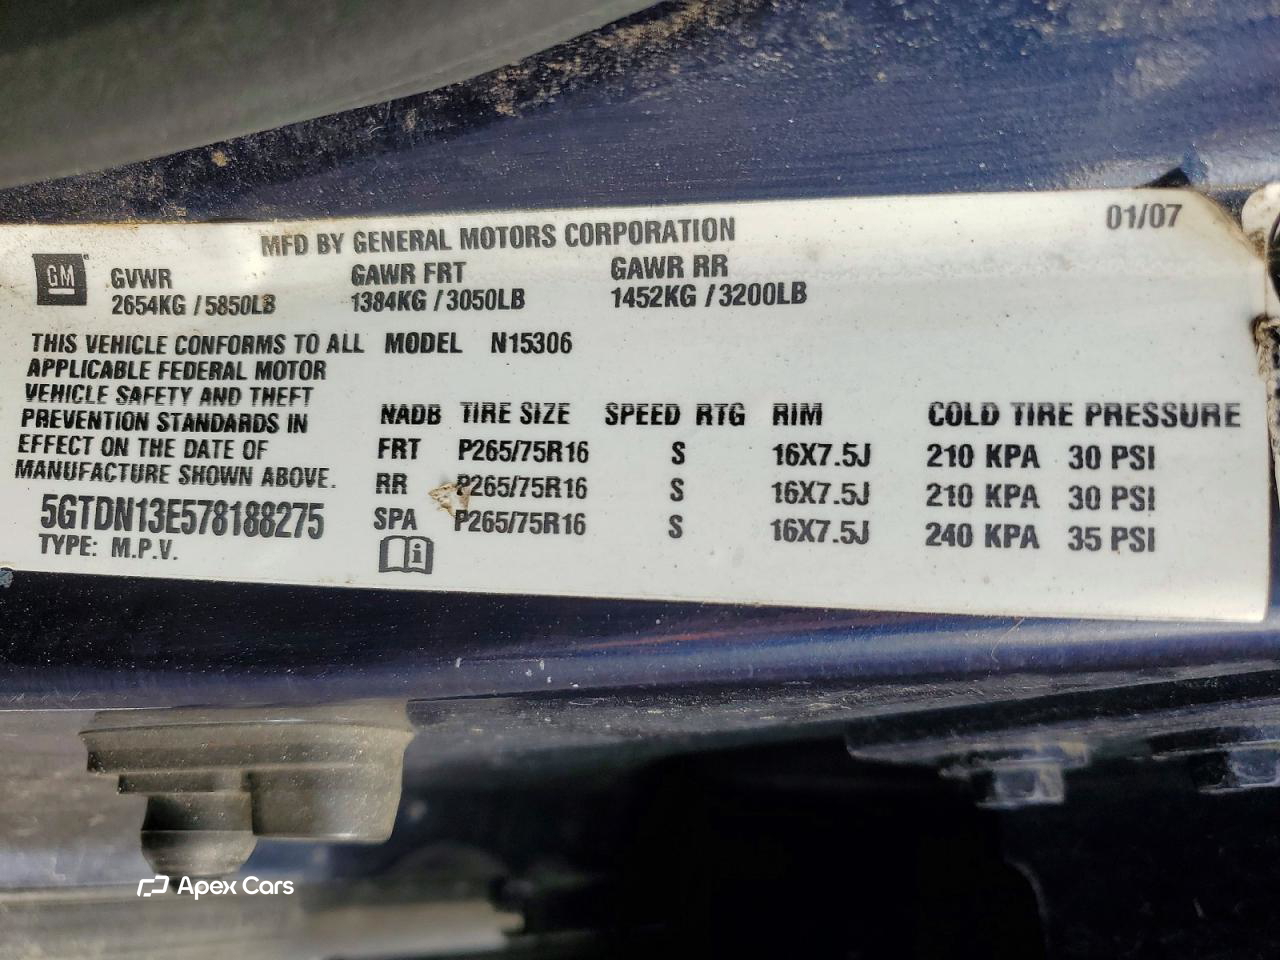 MFD BY GENERAL MOTORS CORPORATION 01/07
GM
GVWR GAWR FRT GAWR RR
2654KG / 5850LB 1384KG / 3050LB 1452KG / 3200LB
THIS VEHICLE CONFORMS TO ALL MODEL N15306
APPLICABLE FEDERAL MOTOR
VEHICLE SAFETY AND THEFT
PREVENTION STANDARDS IN
EFFECT ON THE DATE OF
MANUFACTURE SHOWN ABOVE.
5GTDN13E578188275
TYPE: M.P.V.
NADB TIRE SIZE SPEED RTG RIM COLD TIRE PRESSURE
FRT P265/75R16 S 16X7.5J 210 KPA 30 PSI
RR P265/75R16 S 16X7.5J 210 KPA 30 PSI
SPA P265/75R16 S 16X7.5J 240 KPA 35 PSI
i
Apex Cars